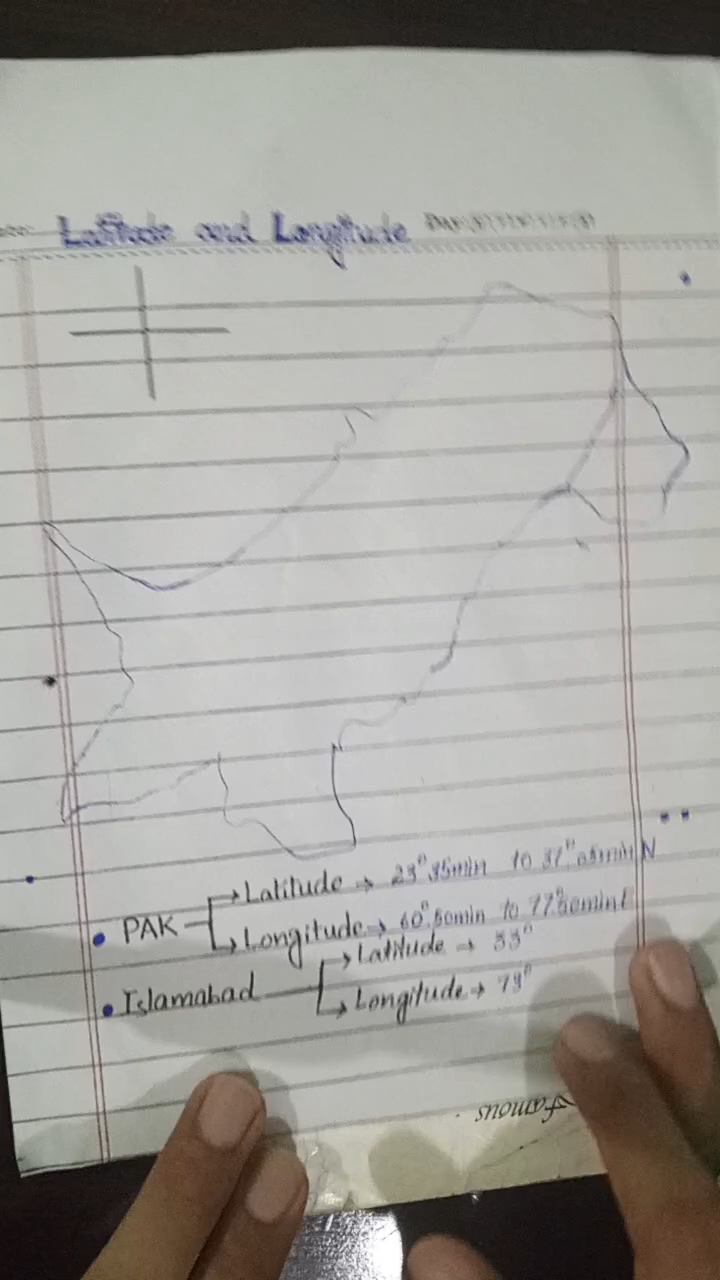 Latitude and Longitude
PAK → Latitude → 23° 35min to 37° 05min N
→ Longitude → 60° 50min to 77° 50min E
Islamabad → Latitude → 33°
→ Longitude → 73°
Famous